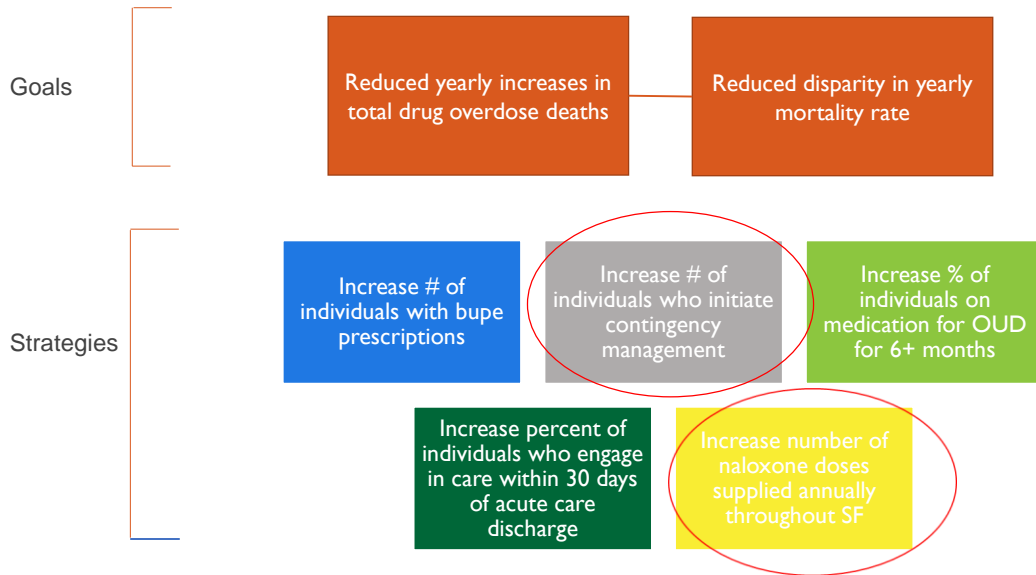 Goals
Reduced yearly increases in
total drug overdose deaths
Reduced disparity in yearly
mortality rate
Strategies
Increase # of
individuals with bupe
prescriptions
Increase # of
individuals who initiate
contingency
management
Increase % of
individuals on
medication for OUD
for 6+ months
Increase percent of
individuals who engage
in care within 30 days
of acute care
discharge
Increase number of
naloxone doses
supplied annually
throughout SF